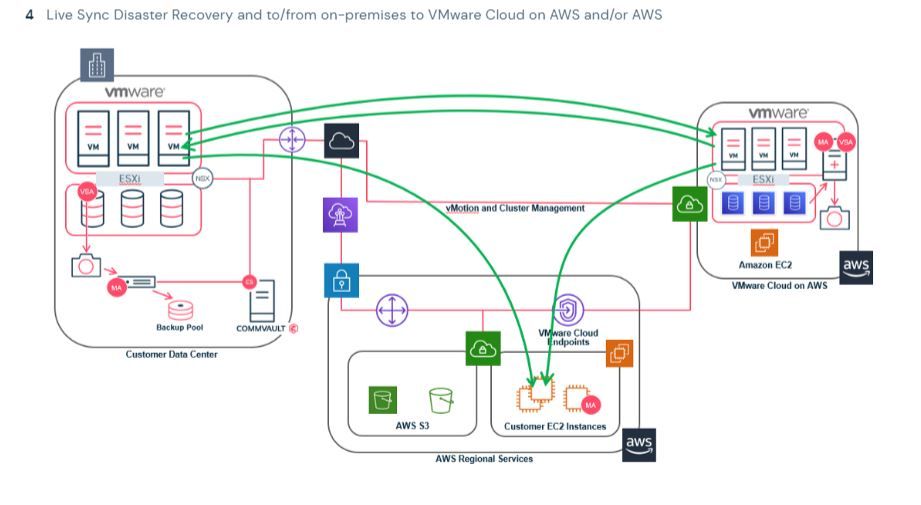 4 Live Sync Disaster Recovery and to/from on-premises to VMware Cloud on AWS and/or AWS
vmware
VM VM VM
ESXi
NSX
VSA
MA
Backup Pool
CS
COMMVAULT
Customer Data Center
vMotion and Cluster Management
vmware
VM VM VM
MA VSA
NSX
ESXi
Amazon EC2
aws
VMware Cloud on AWS
VMware Cloud
Endpoints
AWS S3
MA
Customer EC2 Instances
aws
AWS Regional Services